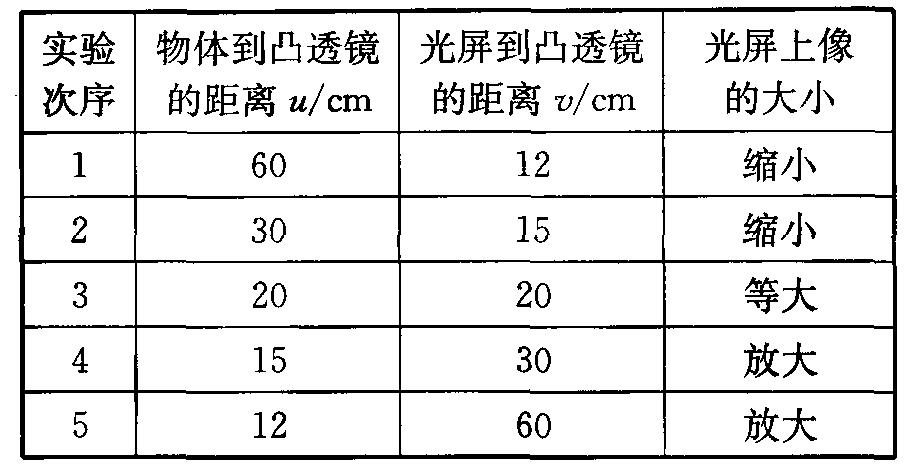 实验次序 物体到凸透镜的距离 u/cm 光屏到凸透镜的距离 v/cm 光屏上像的大小
1 60 12 缩小
2 30 15 缩小
3 20 20 等大
4 15 30 放大
5 12 60 放大